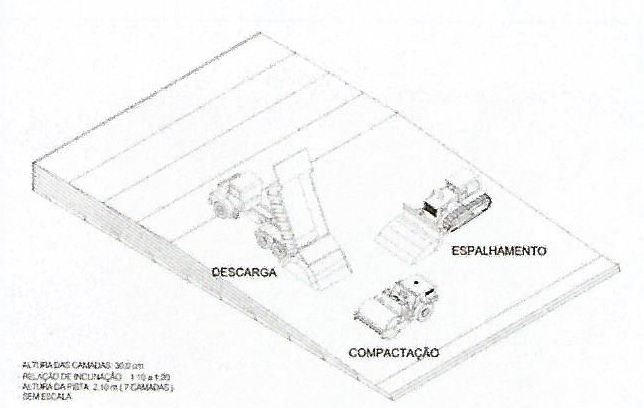 ESPALHAMENTO
DESCARGA
COMPACTAÇÃO
ALTURA DAS CAMADAS: 30,0 cm
RELAÇÃO DE INCLINAÇÃO: 1:10 a 1:20
ALTURA DA PISTA: 2,10 m ( 7 CAMADAS )
SEM ESCALA